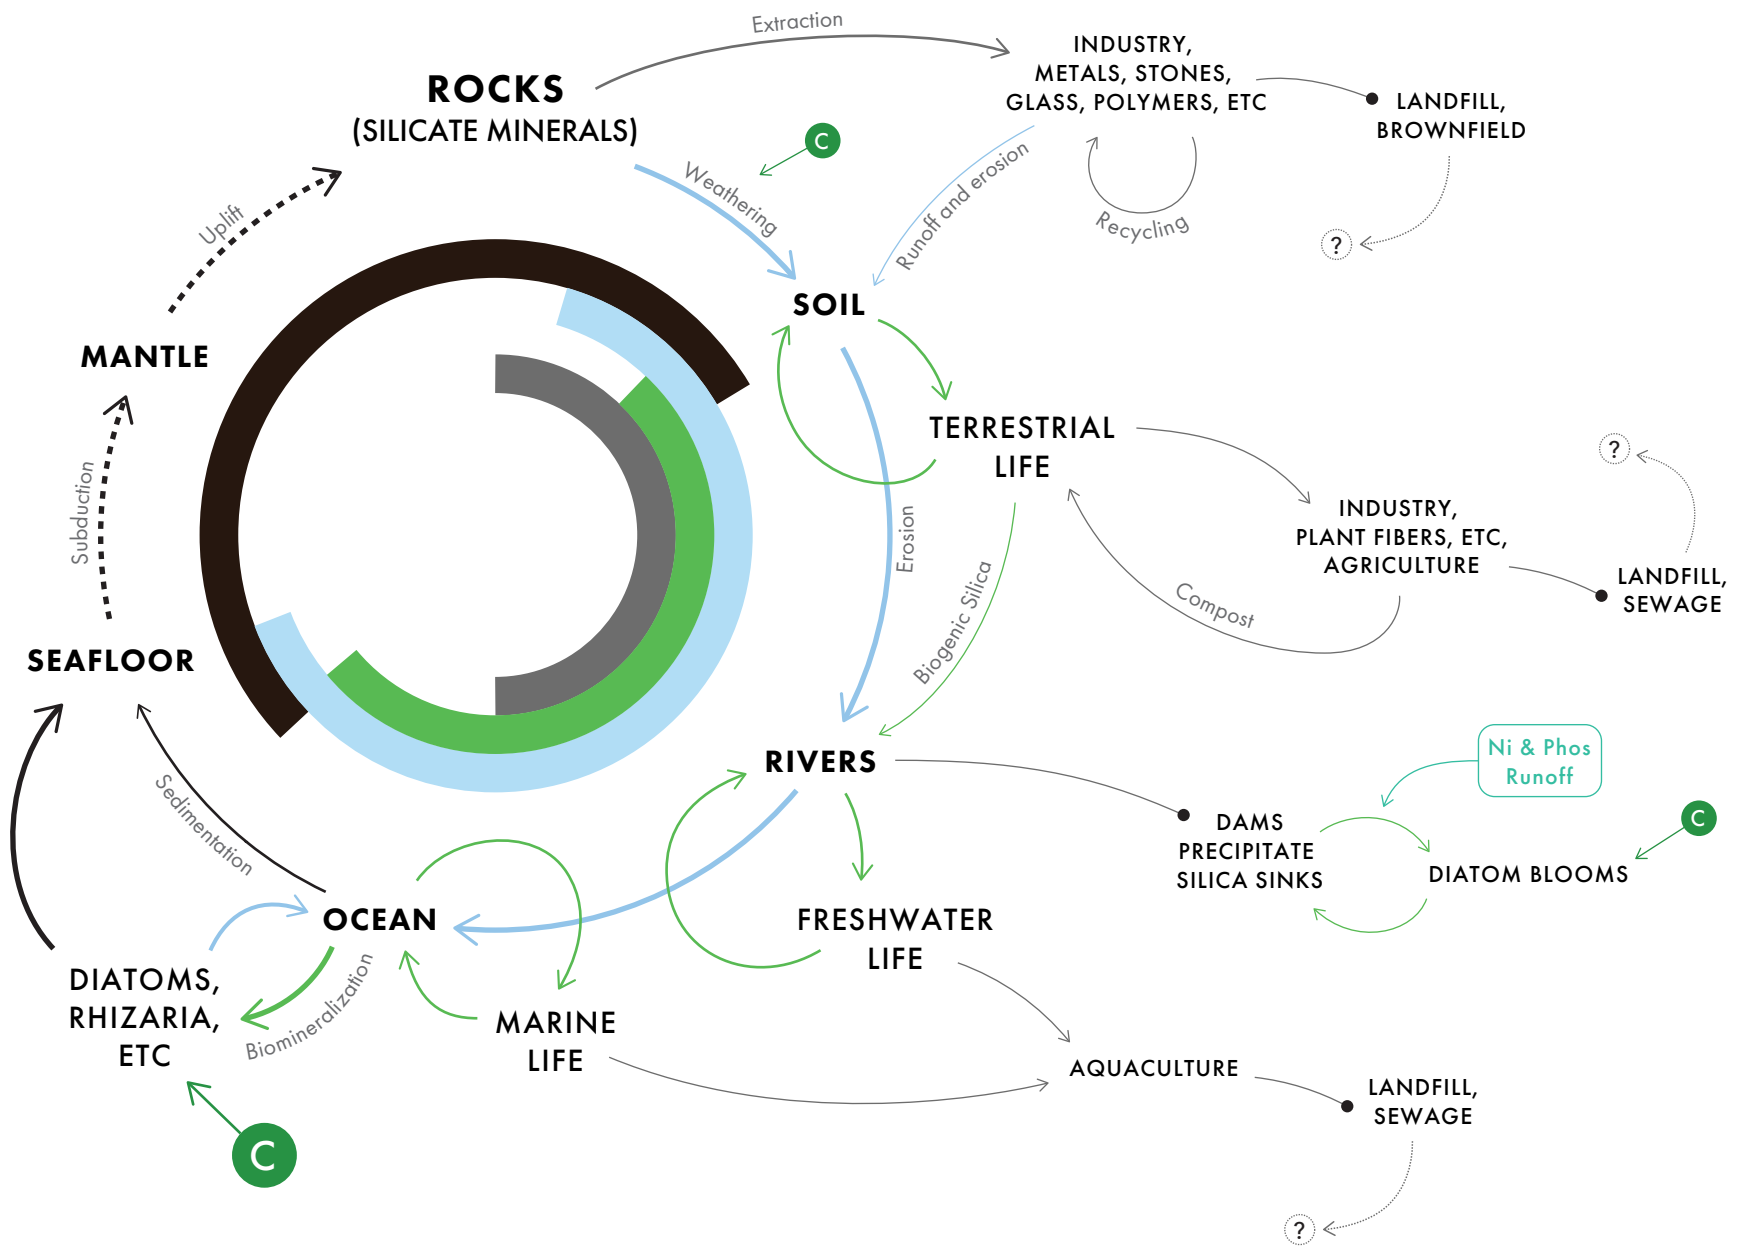 Extraction
INDUSTRY,
METALS, STONES,
GLASS, POLYMERS, ETC
ROCKS
(SILICATE MINERALS)
LANDFILL,
BROWNFIELD
C
Weathering
Runoff and erosion
Recycling
?
Uplift
SOIL
MANTLE
TERRESTRIAL
LIFE
?
Subduction
Erosion
INDUSTRY,
PLANT FIBERS, ETC,
AGRICULTURE
LANDFILL,
SEWAGE
Compost
Biogenic Silica
SEAFLOOR
RIVERS
Ni & Phos
Runoff
Sedimentation
DAMS
PRECIPITATE
SILICA SINKS
C
DIATOM BLOOMS
OCEAN
FRESHWATER
LIFE
DIATOMS,
RHIZARIA,
ETC
Biomineralization
MARINE
LIFE
AQUACULTURE
LANDFILL,
SEWAGE
C
?